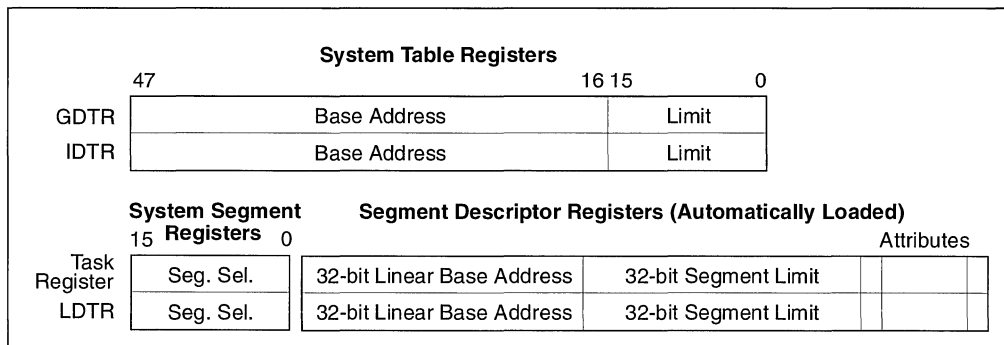 System Table Registers
47 16 15 0
GDTR Base Address Limit
IDTR Base Address Limit
System Segment Registers Segment Descriptor Registers (Automatically Loaded)
15 0 Attributes
Task Register Seg. Sel. 32-bit Linear Base Address 32-bit Segment Limit
LDTR Seg. Sel. 32-bit Linear Base Address 32-bit Segment Limit